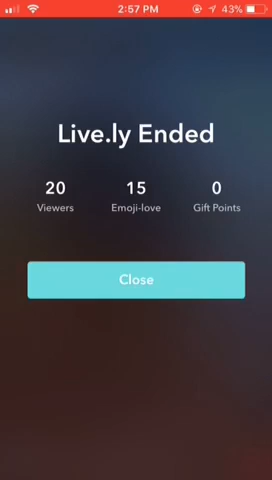 2:57 PM
43%
Live.ly Ended
20 15 0
Viewers Emoji-love Gift Points
Close